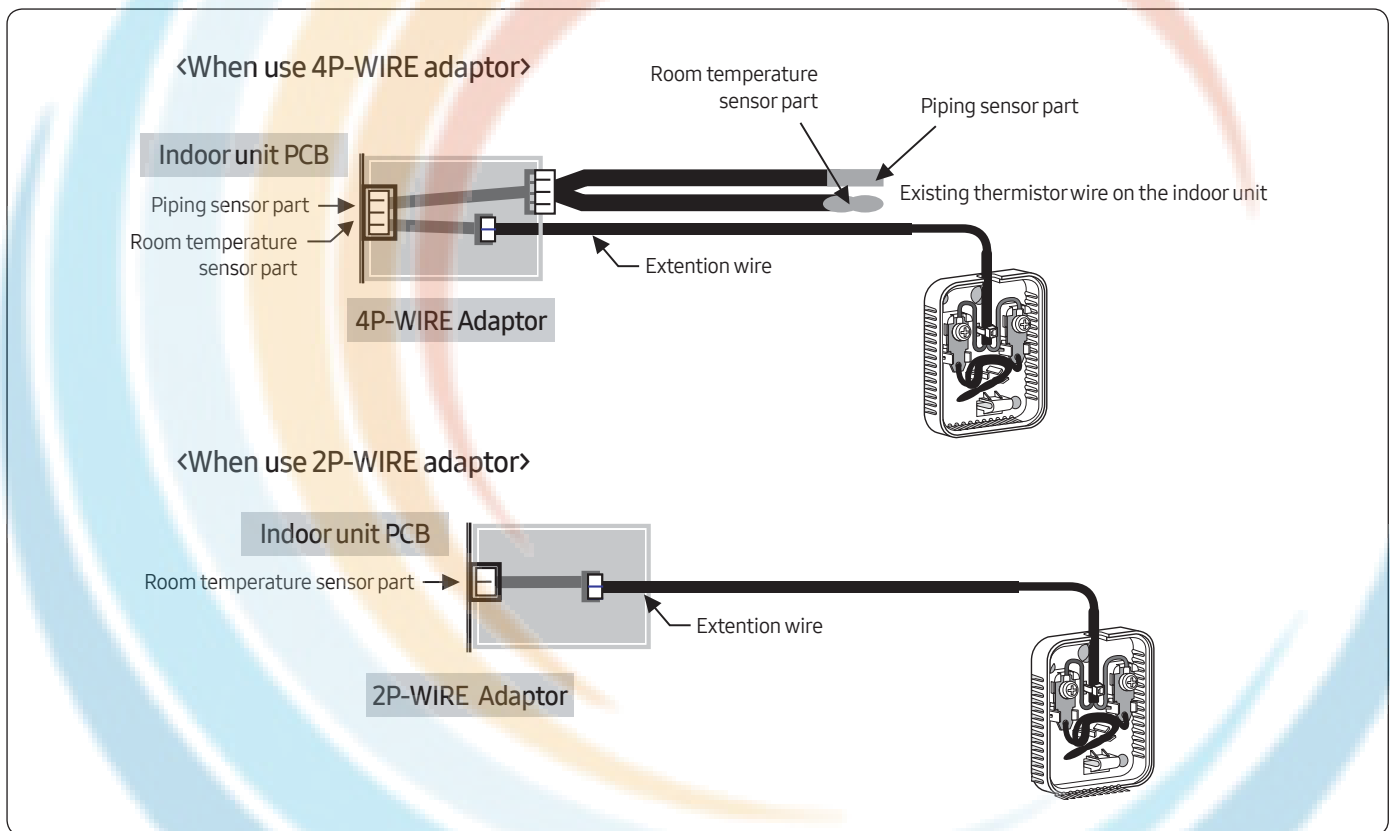 <When use 4P-WIRE adaptor>
Room temperature
sensor part
Piping sensor part
Indoor unit PCB
Existing thermistor wire on the indoor unit
Piping sensor part
Room temperature
sensor part
Extention wire
4P-WIRE Adaptor
<When use 2P-WIRE adaptor>
Indoor unit PCB
Room temperature sensor part
Extention wire
2P-WIRE Adaptor